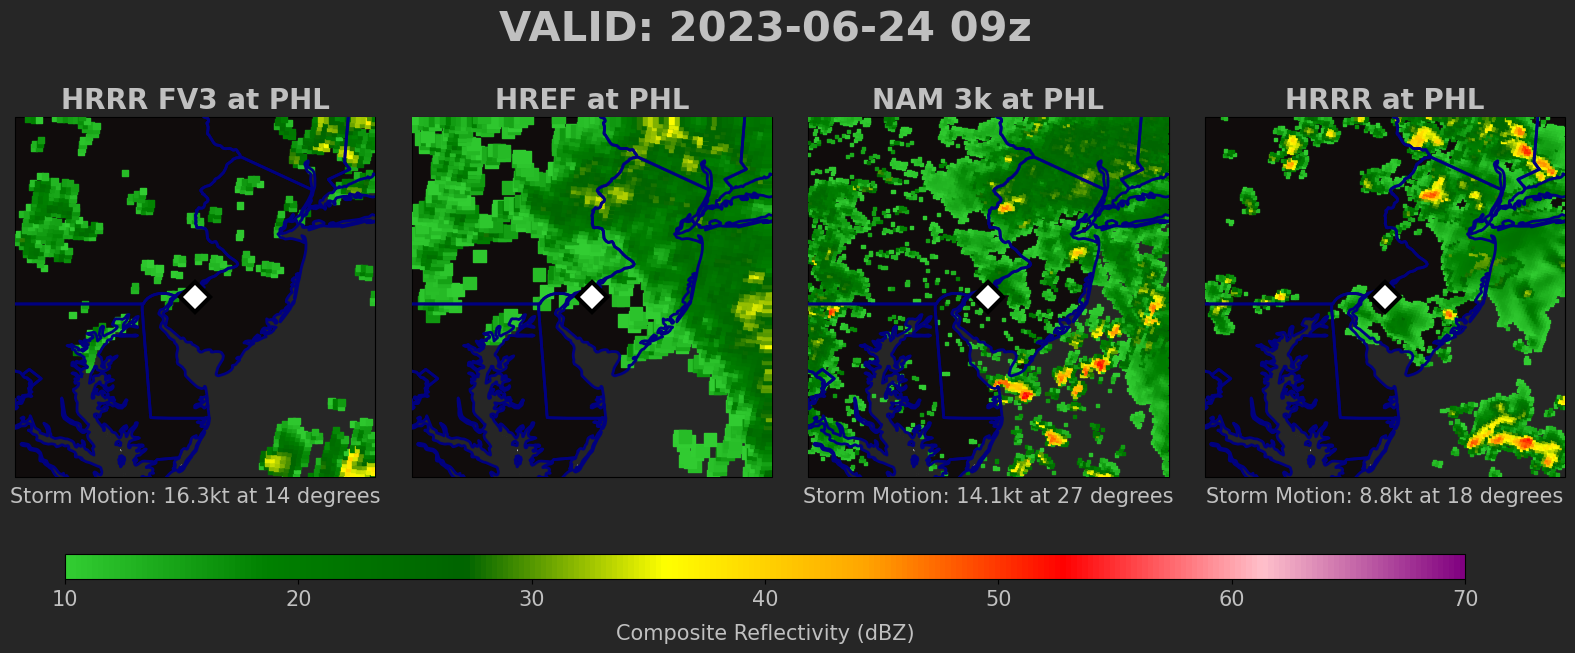 VALID: 2023-06-24 09z
HRRR FV3 at PHL
HREF at PHL
NAM 3k at PHL
HRRR at PHL
Storm Motion: 16.3kt at 14 degrees
Storm Motion: 14.1kt at 27 degrees
Storm Motion: 8.8kt at 18 degrees
10 20 30 40 50 60 70
Composite Reflectivity (dBZ)